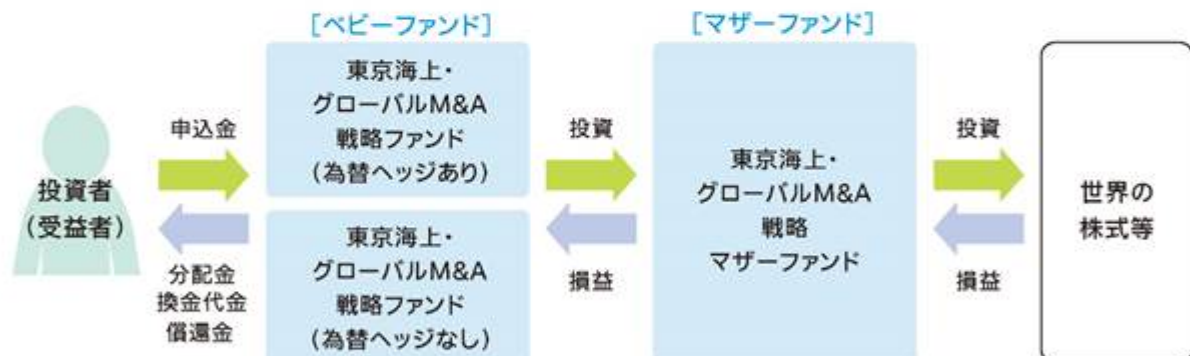 [ベビーファンド]
[マザーファンド]
投資者
(受益者)
申込金
分配金
換金代金
償還金
東京海上・
グローバルM&A
戦略ファンド
(為替ヘッジあり)
東京海上・
グローバルM&A
戦略ファンド
(為替ヘッジなし)
投資
損益
東京海上・
グローバルM&A
戦略
マザーファンド
投資
損益
世界の
株式等